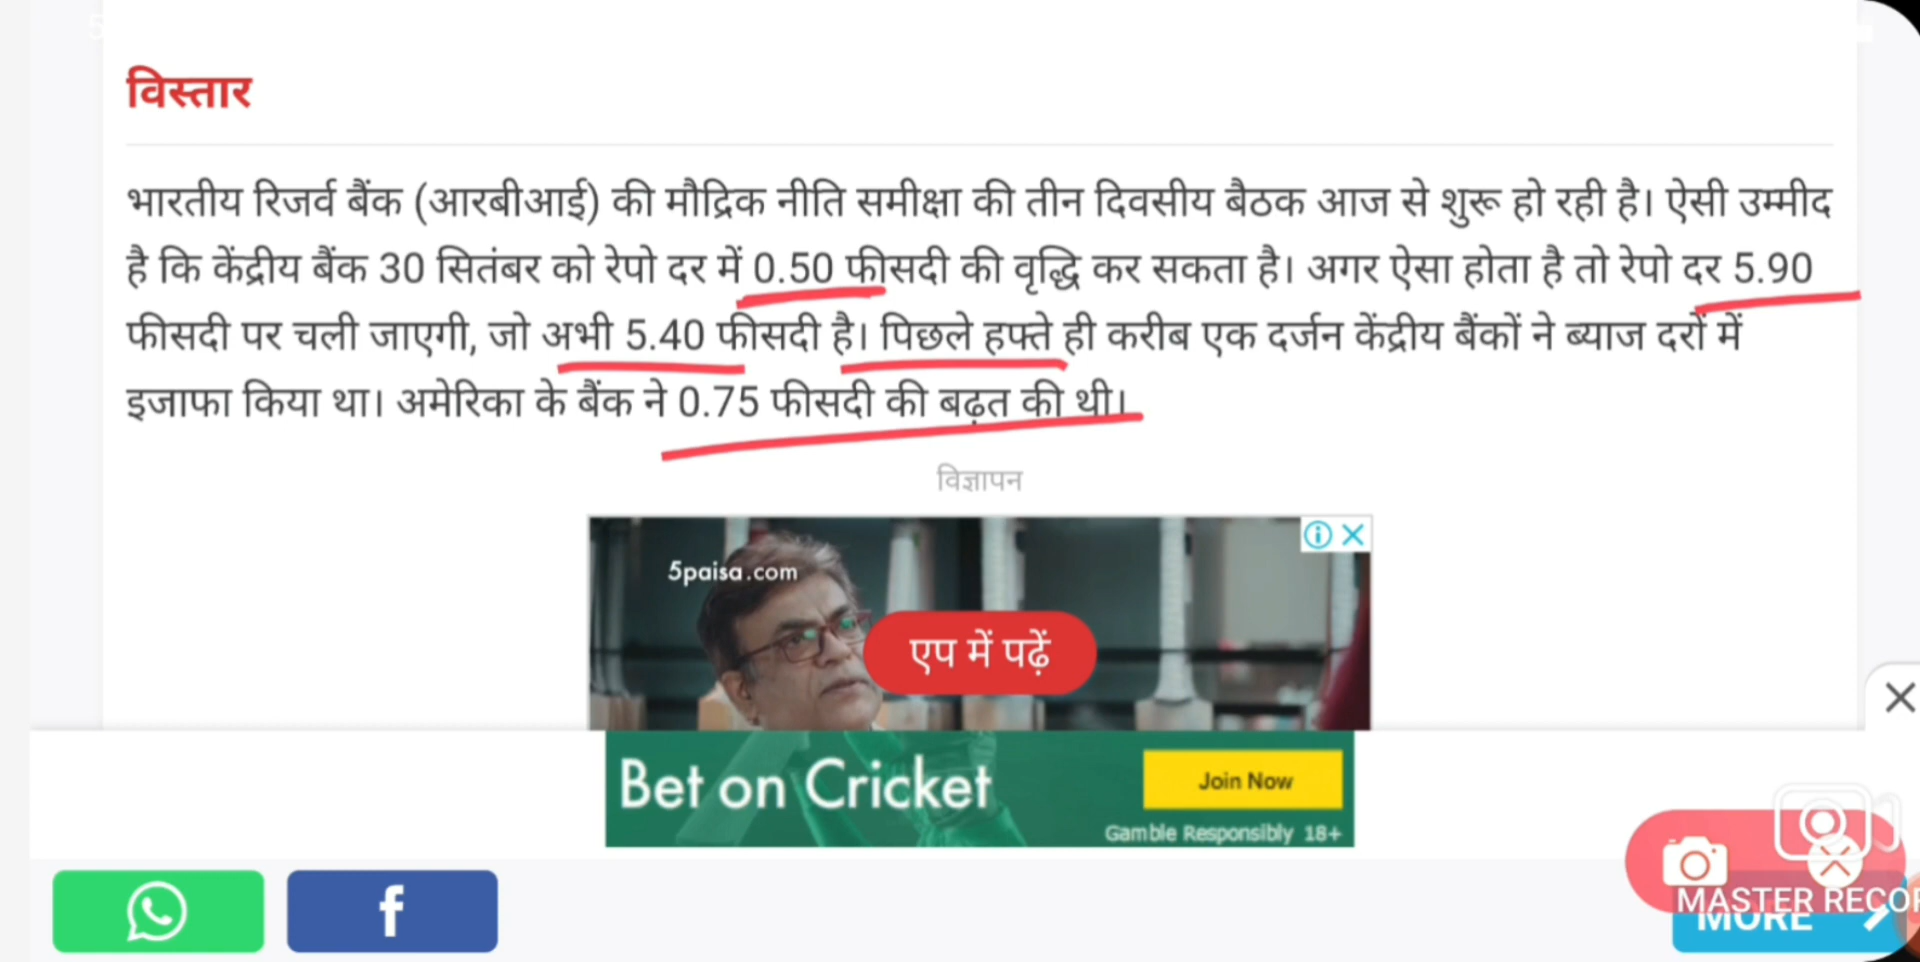 विस्तार
भारतीय रिजर्व बैंक (आरबीआई) की मौद्रिक नीति समीक्षा की तीन दिवसीय बैठक आज से शुरू हो रही है। ऐसी उम्मीद
है कि केंद्रीय बैंक 30 सितंबर को रेपो दर में 0.50 फीसदी की वृद्धि कर सकता है। अगर ऐसा होता है तो रेपो दर 5.90
फीसदी पर चली जाएगी, जो अभी 5.40 फीसदी है। पिछले हफ्ते ही करीब एक दर्जन केंद्रीय बैंकों ने ब्याज दरों में
इजाफा किया था। अमेरिका के बैंक ने 0.75 फीसदी की बढ़त की थी।
विज्ञापन
5paisa.com
एप में पढ़ें
Bet on Cricket
Join Now
Gamble Responsibly 18+
MASTER RECOR
MORE